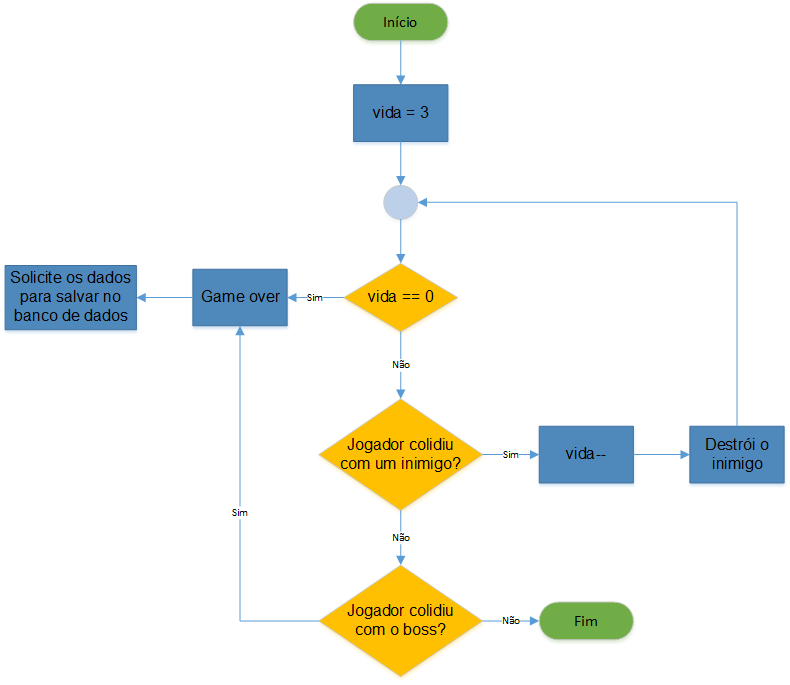 Início
vida = 3
vida == 0
Sim
Game over
Solicite os dados
para salvar no
banco de dados
Não
Jogador colidiu
com um inimigo?
Sim
vida--
Destrói o
inimigo
Sim
Não
Jogador colidiu
com o boss?
Não
Fim